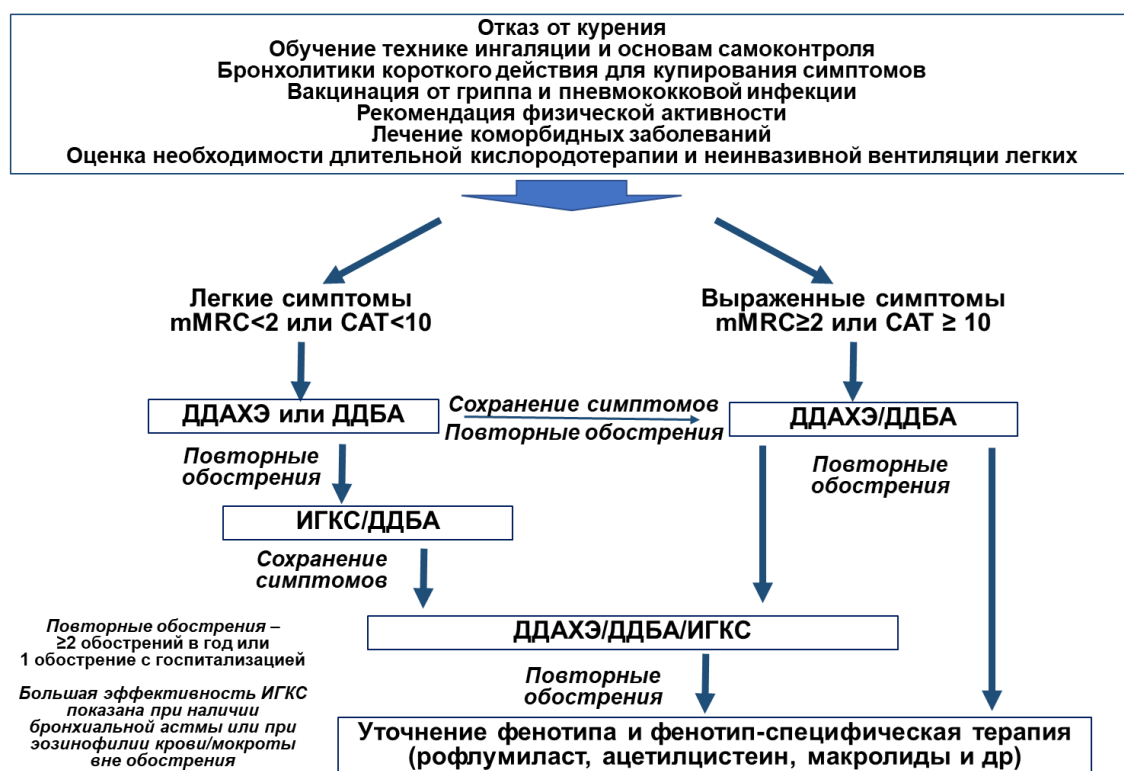 Отказ от курения
Обучение технике ингаляции и основам самоконтроля
Бронхолитики короткого действия для купирования симптомов
Вакцинация от гриппа и пневмококковой инфекции
Рекомендация физической активности
Лечение коморбидных заболеваний
Оценка необходимости длительной кислородотерапии и неинвазивной вентиляции легких
Легкие симптомы
mMRC<2 или CAT<10
Выраженные симптомы
mMRC≥2 или CAT ≥ 10
ДДАХЭ или ДДБА
Сохранение симптомов
Повторные обострения
ДДАХЭ/ДДБА
Повторные
обострения
Повторные
обострения
ИГКС/ДДБА
Сохранение
симптомов
ДДАХЭ/ДДБА/ИГКС
Повторные обострения –
≥2 обострений в год или
1 обострение с госпитализацией
Повторные
обострения
Большая эффективность ИГКС
показана при наличии
бронхиальной астмы или при
эозинофилии крови/мокроты
вне обострения
Уточнение фенотипа и фенотип-специфическая терапия
(рофлумиласт, ацетилцистеин, макролиды и др)